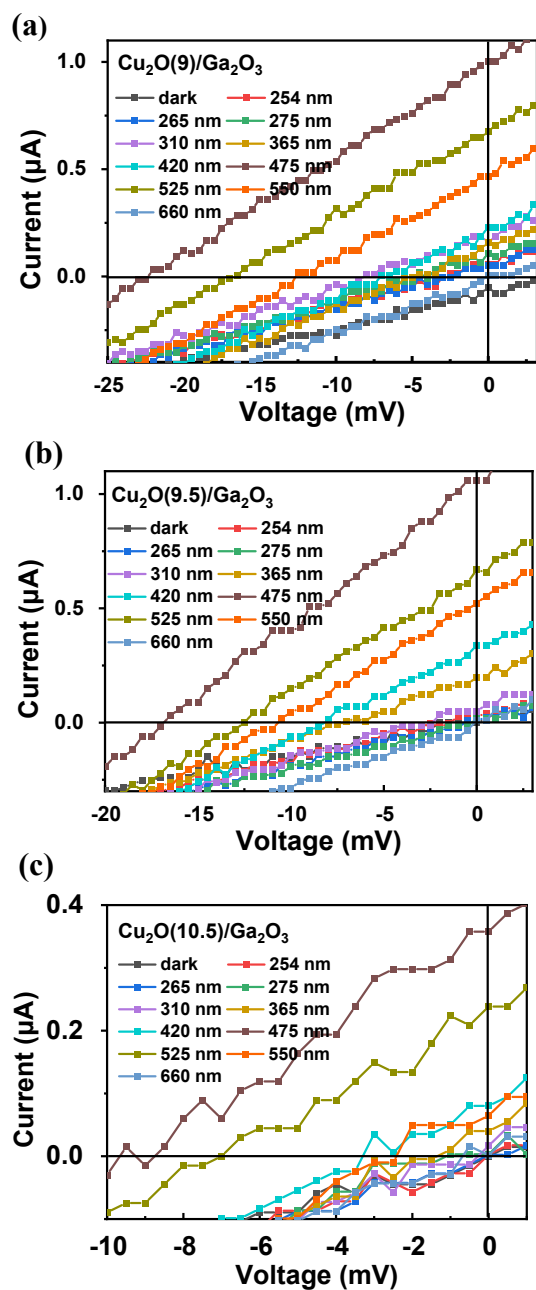 (a)
Cu₂O(9)/Ga₂O₃
dark
254 nm
265 nm
275 nm
310 nm
365 nm
420 nm
475 nm
525 nm
550 nm
660 nm
1.0
0.5
0.0
Current (µA)
-25
-20
-15
-10
-5
0
Voltage (mV)
(b)
Cu₂O(9.5)/Ga₂O₃
dark
254 nm
265 nm
275 nm
310 nm
365 nm
420 nm
475 nm
525 nm
550 nm
660 nm
1.0
0.5
0.0
Current (µA)
-20
-15
-10
-5
0
Voltage (mV)
(c)
Cu₂O(10.5)/Ga₂O₃
dark
254 nm
265 nm
275 nm
310 nm
365 nm
420 nm
475 nm
525 nm
550 nm
660 nm
0.4
0.2
0.0
Current (µA)
-10
-8
-6
-4
-2
0
Voltage (mV)